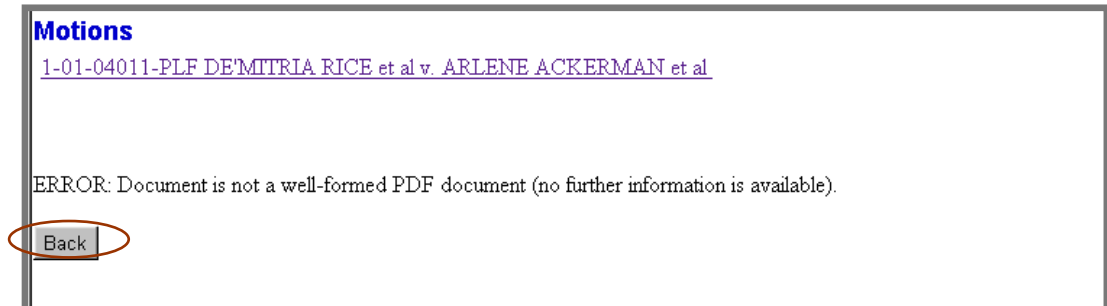 Motions
1-01-04011-PLF DE'MITRIA RICE et al v. ARLENE ACKERMAN et al
ERROR: Document is not a well-formed PDF document (no further information is available).
Back